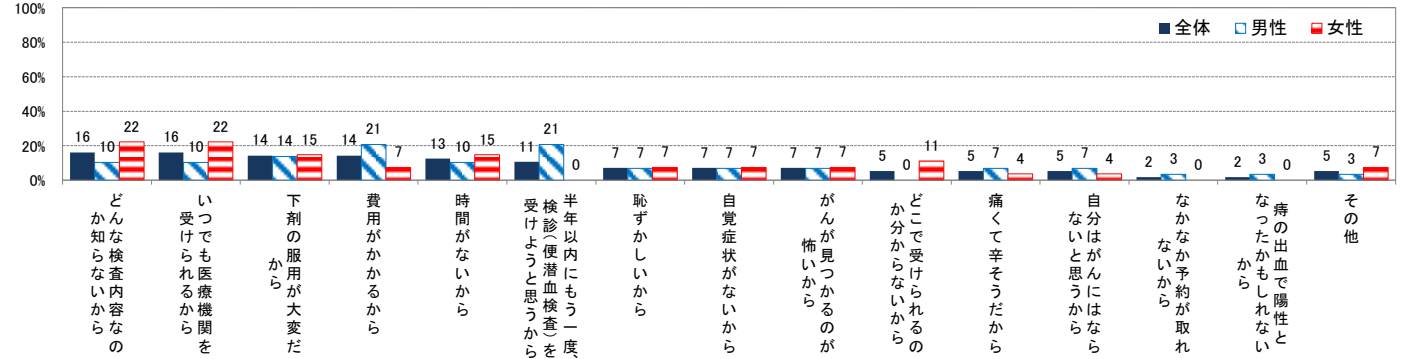 100%
80%
60%
40%
20%
0%
全体 男性 女性
16 10 22
16 10 22
14 14 15
14 21 7
13 10 15
11 21 0
7 7 7
7 7 7
7 7 7
5 0 11
5 7 4
5 7 4
2 3 0
2 3 0
5 3 7
どんな検査内容なの
か知らないから
いつでも医療機関を
受けられるから
下剤の服用が大変だ
から
費用がかかるから
時間がないから
半年以内にもう一度、
検診(便潜血検査)を
受けようと思うから
恥ずかしいから
自覚症状がないから
がんが見つかるのが
怖いから
どこで受けられるの
か分からないから
痛くて辛そうだから
自分はがんにはなら
ないと思うから
なかなか予約が取れ
ないから
痔の出血で陽性と
なったかもしれない
から
その他